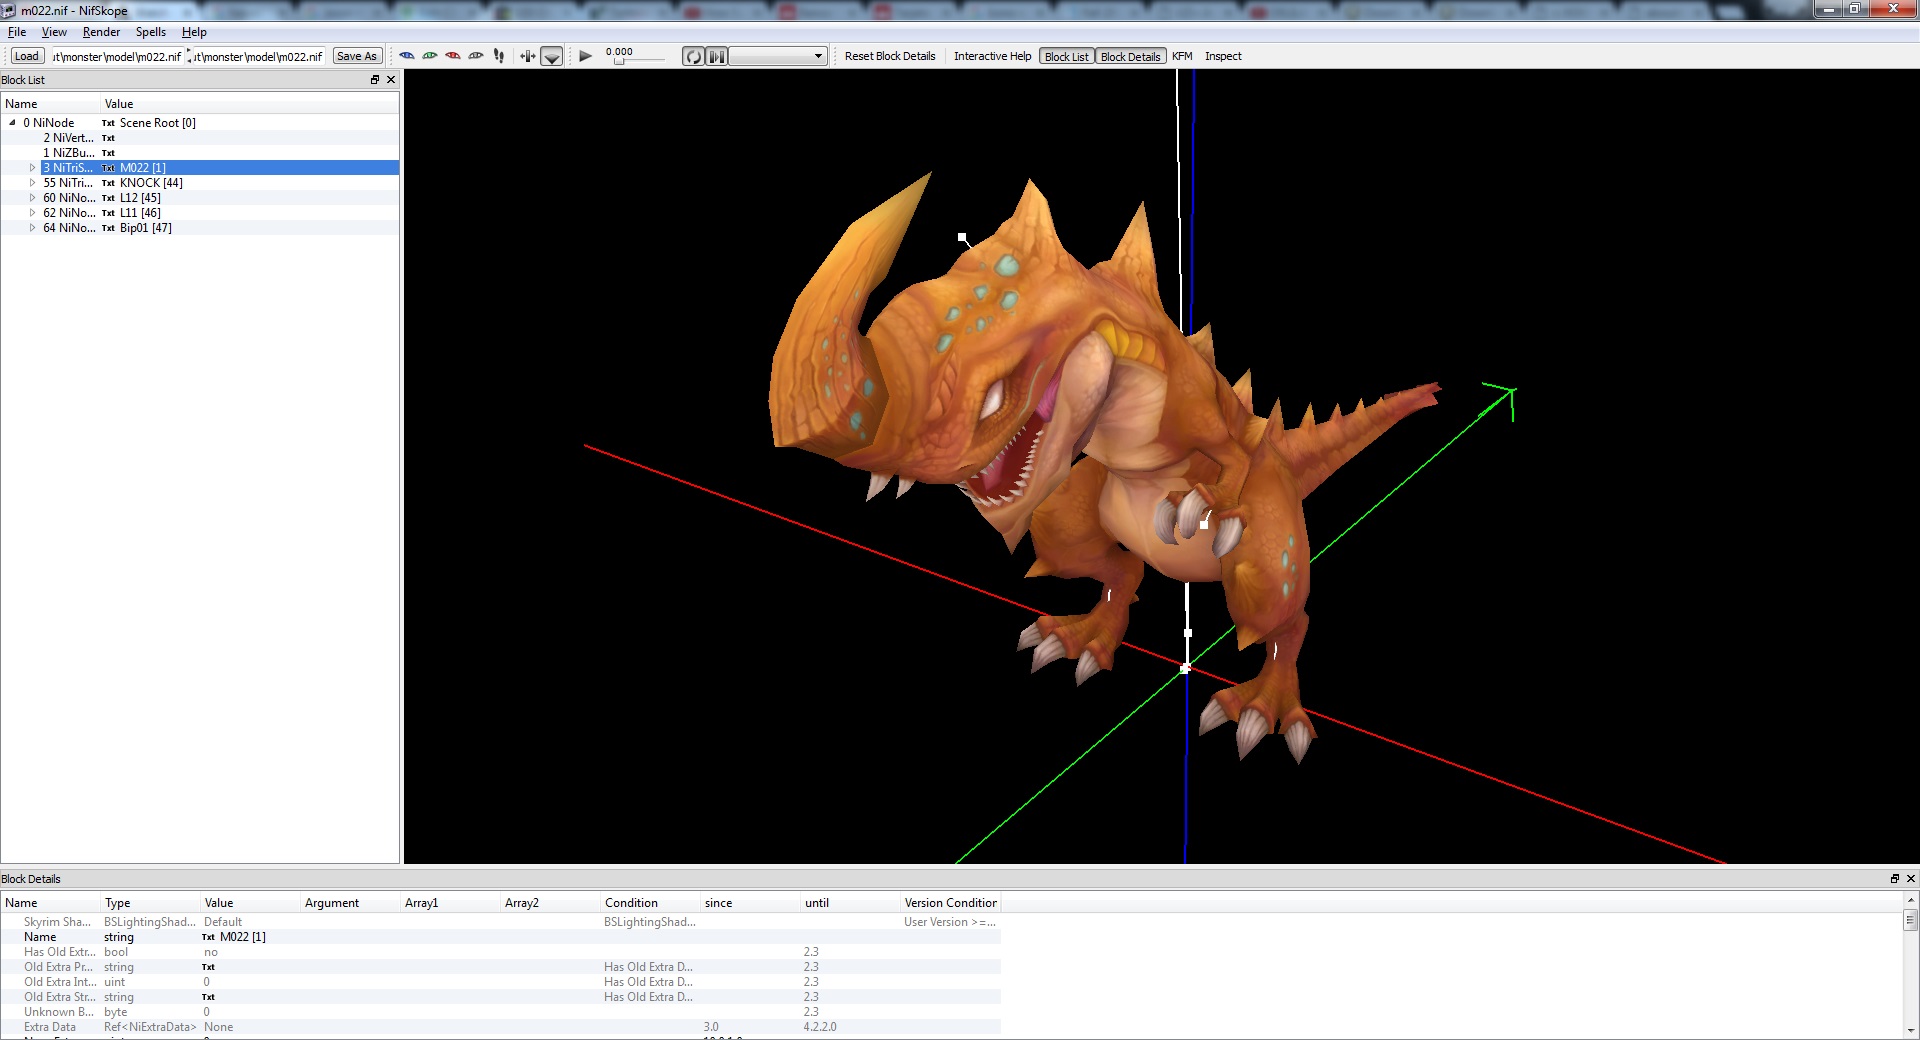 m022.nif - NifSkope
File View Render Spells Help
Load ut\monster\model\m022.nif ut\monster\model\m022.nif Save As 0.000 Reset Block Details Interactive Help Block List Block Details KFM Inspect
Block List
Name Value
0 NiNode Txt Scene Root [0]
2 NiVert... Txt
1 NiZBu... Txt
3 NiTriS... Txt M022 [1]
55 NiTri... Txt KNOCK [44]
60 NiNo... Txt L12 [45]
62 NiNo... Txt L11 [46]
64 NiNo... Txt Bip01 [47]
Block Details
Name Type Value Argument Array1 Array2 Condition since until Version Condition
Skyrim Sha... BSLightingShad... Default BSLightingShad... User Version >=...
Name string Txt M022 [1]
Has Old Extr... bool no 2.3
Old Extra Pr... string Txt Has Old Extra D... 2.3
Old Extra Int... uint 0 Has Old Extra D... 2.3
Old Extra Str... string Txt Has Old Extra D... 2.3
Unknown B... byte 0 2.3
Extra Data Ref<NiExtraData> None 3.0 4.2.2.0